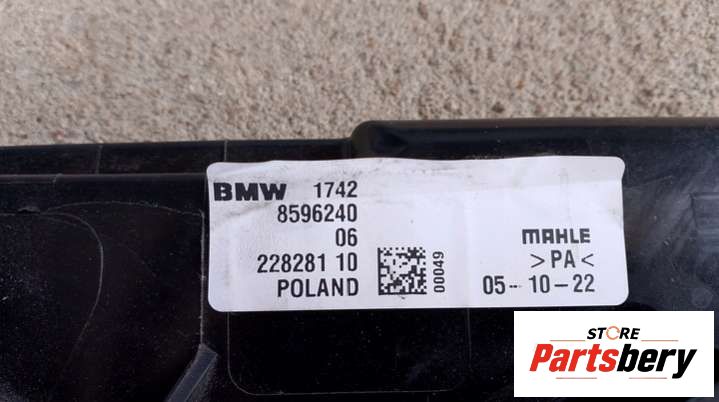 BMW 1742
8596240
06
228281 10
POLAND
00049
MAHLE
>PA<
05-10-22
STORE
Partsbery